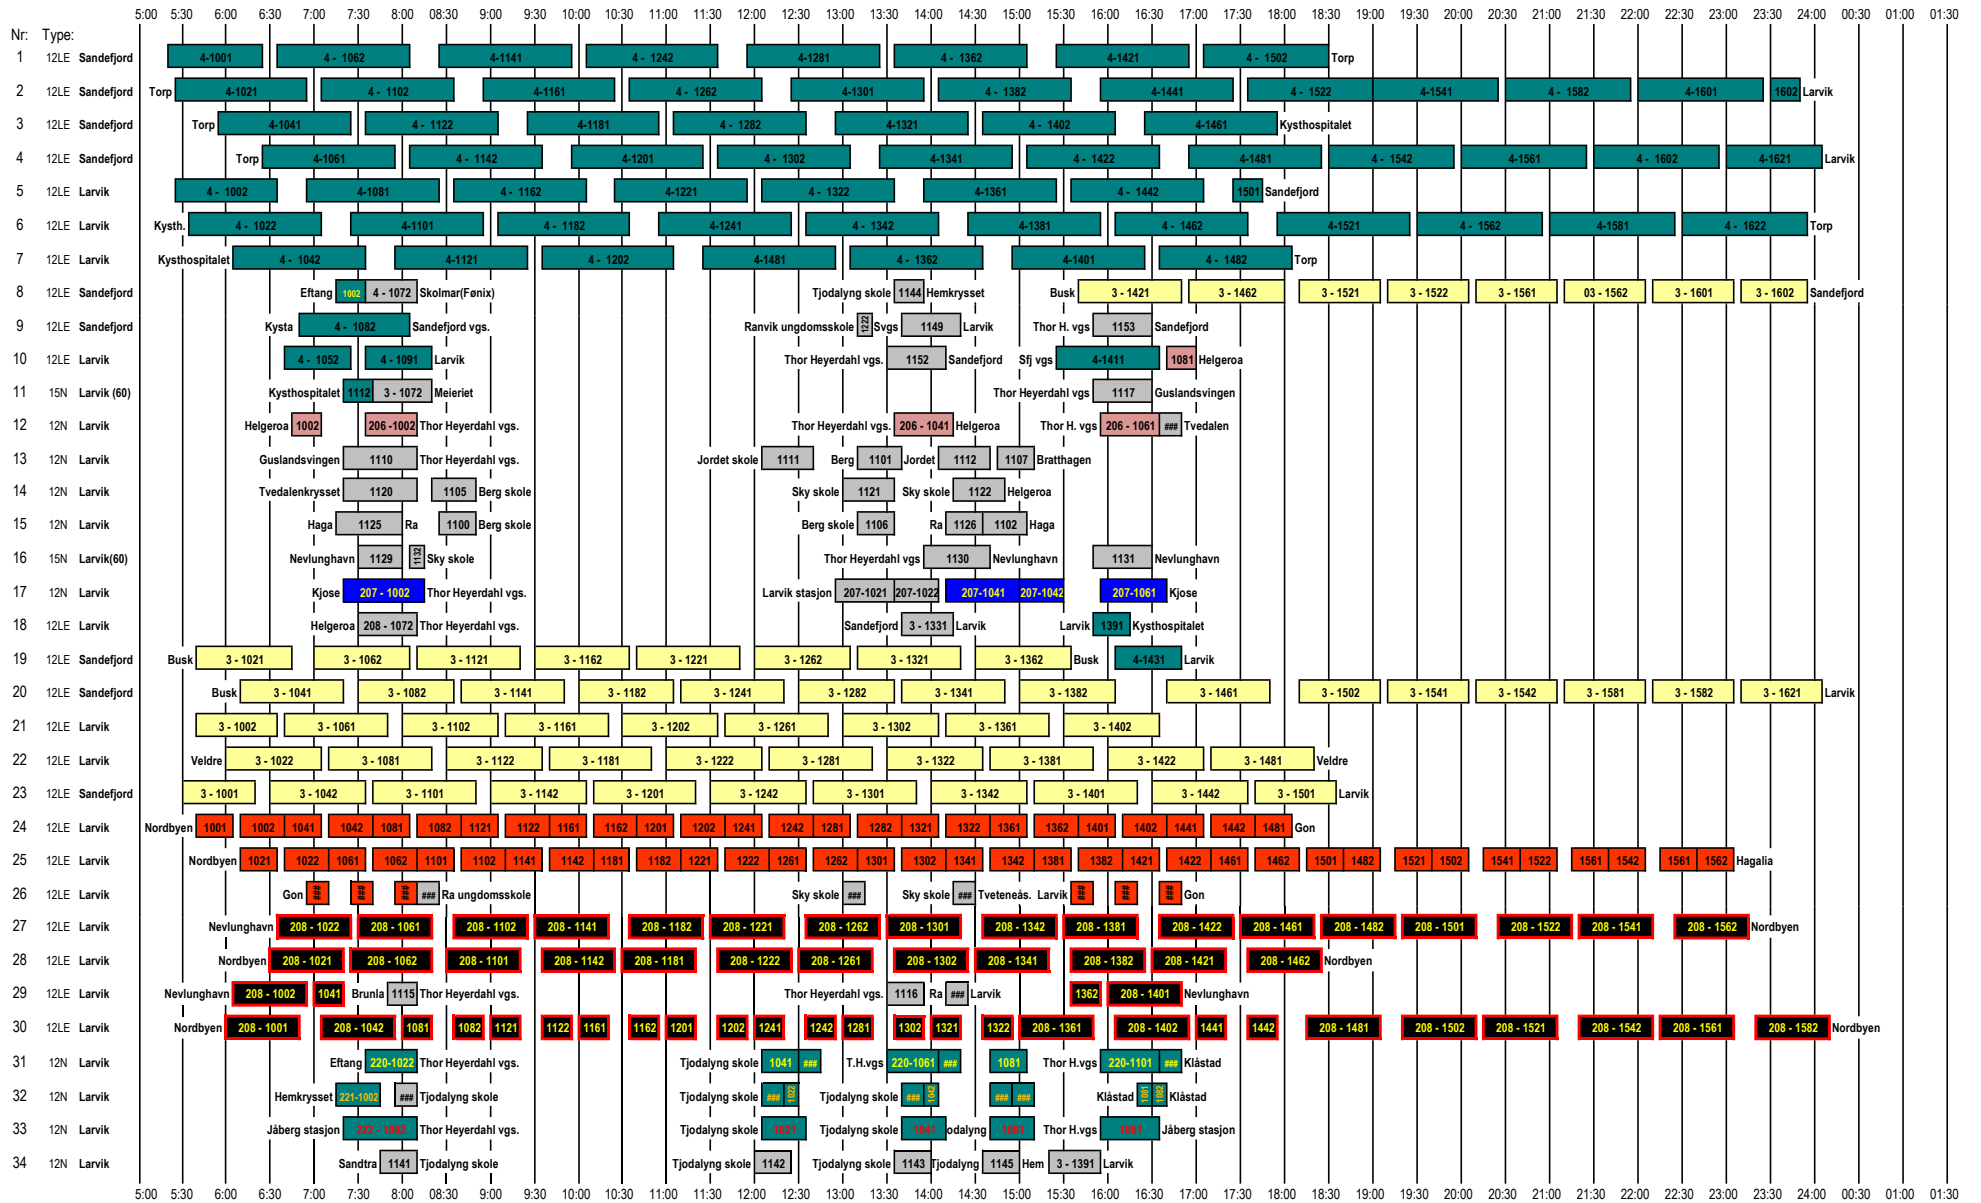 5:00 5:30 6:00 6:30 7:00 7:30 8:00 8:30 9:00 9:30 10:00 10:30 11:00 11:30 12:00 12:30 13:00 13:30 14:00 14:30 15:00 15:30 16:00 16:30 17:00 17:30 18:00 18:30 19:00 19:30 20:00 20:30 21:00 21:30 22:00 22:30 23:00 23:30 24:00 00:30 01:00 01:30
Nr: Type:
1 12LE Sandefjord 4-1001 4 - 1062 4-1141 4 - 1242 4-1281 4 - 1362 4-1421 4 - 1502 Torp
2 12LE Sandefjord Torp 4-1021 4 - 1102 4-1161 4 - 1262 4-1301 4 - 1382 4-1441 4 - 1522 4-1541 4 - 1582 4-1601 1602 Larvik
3 12LE Sandefjord Torp 4-1041 4 - 1122 4-1181 4 - 1282 4-1321 4 - 1402 4-1461 Kysthospitalet
4 12LE Sandefjord Torp 4-1061 4 - 1142 4-1201 4 - 1302 4-1341 4 - 1422 4-1481 4 - 1542 4-1561 4 - 1602 4-1621 Larvik
5 12LE Larvik 4 - 1002 4-1081 4 - 1162 4-1221 4 - 1322 4-1361 4 - 1442 1501 Sandefjord
6 12LE Larvik Kysth. 4 - 1022 4-1101 4 - 1182 4-1241 4 - 1342 4-1381 4 - 1462 4-1521 4 - 1562 4-1581 4 - 1622 Torp
7 12LE Larvik Kysthospitalet 4 - 1042 4-1121 4 - 1202 4-1481 4 - 1362 4-1401 4 - 1482 Torp
8 12LE Sandefjord Eftang 1002 4 - 1072 Skolmar(Fønix) Tjodalyng skole 1144 Hemkrysset Busk 3 - 1421 3 - 1462 3 - 1521 3 - 1522 3 - 1561 03 - 1562 3 - 1601 3 - 1602 Sandefjord
9 12LE Sandefjord Kysta 4 - 1082 Sandefjord vgs. Ranvik ungdomsskole 1222 Svgs 1149 Larvik Thor H. vgs 1153 Sandefjord
10 12LE Larvik 4 - 1052 4 - 1091 Larvik Thor Heyerdahl vgs. 1152 Sandefjord Sfj vgs 4-1411 1081 Helgeroa
11 15N Larvik (60) Kysthospitalet 1112 3 - 1072 Meieriet Thor Heyerdahl vgs 1117 Guslandsvingen
12 12N Larvik Helgeroa 1002 206 -1002 Thor Heyerdahl vgs. Thor Heyerdahl vgs. 206 - 1041 Helgeroa Thor H. vgs 206 - 1061 ### Tvedalen
13 12N Larvik Guslandsvingen 1110 Thor Heyerdahl vgs. Jordet skole 1111 Berg 1101 Jordet 1112 1107 Bratthagen
14 12N Larvik Tvedalenkrysset 1120 1105 Berg skole Sky skole 1121 Sky skole 1122 Helgeroa
15 12N Larvik Haga 1125 Ra 1100 Berg skole Berg skole 1106 Ra 1126 1102 Haga
16 15N Larvik(60) Nevlunghavn 1129 1132 Sky skole Thor Heyerdahl vgs 1130 Nevlunghavn 1131 Nevlunghavn
17 12N Larvik Kjose 207 - 1002 Thor Heyerdahl vgs. Larvik stasjon 207-1021 207-1022 207-1041 207-1042 207-1061 Kjose
18 12LE Larvik Helgeroa 208 - 1072 Thor Heyerdahl vgs. Sandefjord 3 - 1331 Larvik Larvik 1391 Kysthospitalet
19 12LE Sandefjord Busk 3 - 1021 3 - 1062 3 - 1121 3 - 1162 3 - 1221 3 - 1262 3 - 1321 3 - 1362 Busk 4-1431 Larvik
20 12LE Sandefjord Busk 3 - 1041 3 - 1082 3 - 1141 3 - 1182 3 - 1241 3 - 1282 3 - 1341 3 - 1382 3 - 1461 3 - 1502 3 - 1541 3 - 1542 3 - 1581 3 - 1582 3 - 1621 Larvik
21 12LE Larvik 3 - 1002 3 - 1061 3 - 1102 3 - 1161 3 - 1202 3 - 1261 3 - 1302 3 - 1361 3 - 1402
22 12LE Larvik Veldre 3 - 1022 3 - 1081 3 - 1122 3 - 1181 3 - 1222 3 - 1281 3 - 1322 3 - 1381 3 - 1422 3 - 1481 Veldre
23 12LE Sandefjord 3 - 1001 3 - 1042 3 - 1101 3 - 1142 3 - 1201 3 - 1242 3 - 1301 3 - 1342 3 - 1401 3 - 1442 3 - 1501 Larvik
24 12LE Larvik Nordbyen 1001 1002 1041 1042 1081 1082 1121 1122 1161 1162 1201 1202 1241 1242 1281 1282 1321 1322 1361 1362 1401 1402 1441 1442 1481 Gon
25 12LE Larvik Nordbyen 1021 1022 1061 1062 1101 1102 1141 1142 1181 1182 1221 1222 1261 1262 1301 1302 1341 1342 1381 1382 1421 1422 1461 1462 1501 1482 1521 1502 1541 1522 1561 1542 1561 1562 Hagalia
26 12LE Larvik Gon ### ### ### ### Ra ungdomsskole Sky skole ### Sky skole ### Tveteneås. Larvik ### ### ### Gon
27 12LE Larvik Nevlunghavn 208 - 1022 208 - 1061 208 - 1102 208 - 1141 208 - 1182 208 - 1221 208 - 1262 208 - 1301 208 - 1342 208 - 1381 208 - 1422 208 - 1461 208 - 1482 208 - 1501 208 - 1522 208 - 1541 208 - 1562 Nordbyen
28 12LE Larvik Nordbyen 208 - 1021 208 - 1062 208 - 1101 208 - 1142 208 - 1181 208 - 1222 208 - 1261 208 - 1302 208 - 1341 208 - 1382 208 - 1421 208 - 1462 Nordbyen
29 12LE Larvik Nevlunghavn 208 - 1002 1041 Brunla 1115 Thor Heyerdahl vgs. Thor Heyerdahl vgs. 1116 Ra ### Larvik 1362 208 - 1401 Nevlunghavn
30 12LE Larvik Nordbyen 208 - 1001 208 - 1042 1081 1082 1121 1122 1161 1162 1201 1202 1241 1242 1281 1302 1321 1322 208 - 1361 208 - 1402 1441 1442 208 - 1481 208 - 1502 208 - 1521 208 - 1542 208 - 1561 208 - 1582 Nordbyen
31 12N Larvik Eftang 220-1022 Thor Heyerdahl vgs. Tjodalyng skole 1041 ### T.H.vgs 220-1061 ### 1081 Thor H.vgs 220-1101 ### Klåstad
32 12N Larvik Hemkrysset 221-1002 ### Tjodalyng skole Tjodalyng skole ### 1022 Tjodalyng skole ### 1042 ### ### Klåstad 1081 1082 Klåstad
33 12N Larvik Jåberg stasjon 222 - 1002 Thor Heyerdahl vgs. Tjodalyng skole 1021 Tjodalyng skole 1041 odalyng 1061 Thor H.vgs 1081 Jåberg stasjon
34 12N Larvik Sandtra 1141 Tjodalyng skole Tjodalyng skole 1142 Tjodalyng skole 1143 Tjodalyng 1145 Hem 3 - 1391 Larvik
5:00 5:30 6:00 6:30 7:00 7:30 8:00 8:30 9:00 9:30 10:00 10:30 11:00 11:30 12:00 12:30 13:00 13:30 14:00 14:30 15:00 15:30 16:00 16:30 17:00 17:30 18:00 18:30 19:00 19:30 20:00 20:30 21:00 21:30 22:00 22:30 23:00 23:30 24:00 00:30 01:00 01:30